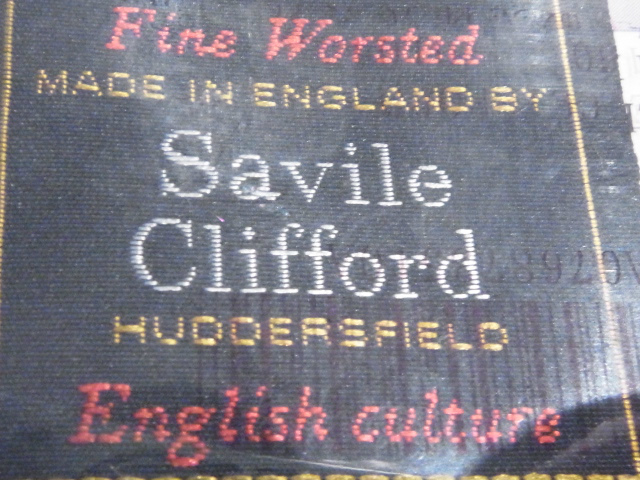 Fine Worsted
MADE IN ENGLAND BY
Savile
Clifford
HUDDERSFIELD
English culture